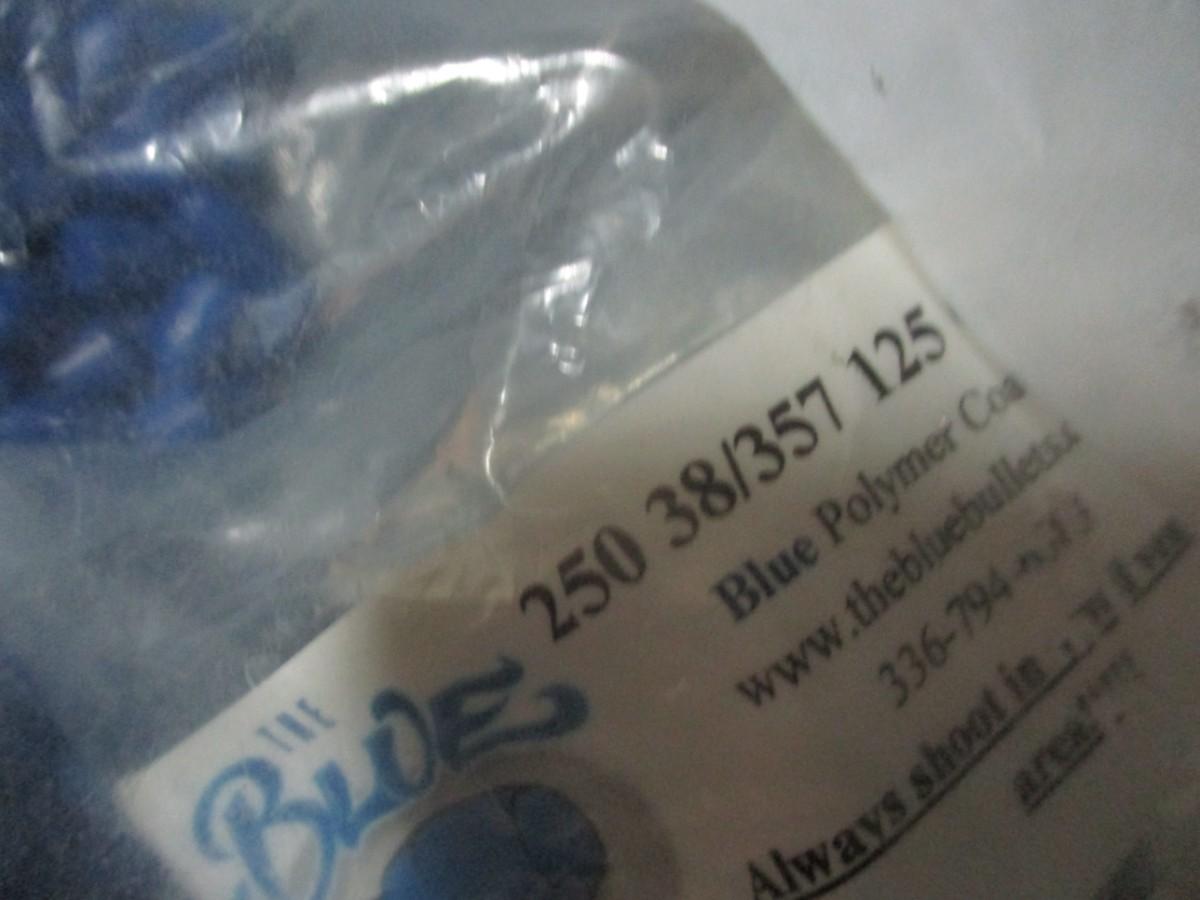 250 38/357 125
Blue Polymer Coa
www.thebluebullets
336-794-
Always shoot in
area!
THE
BLUE